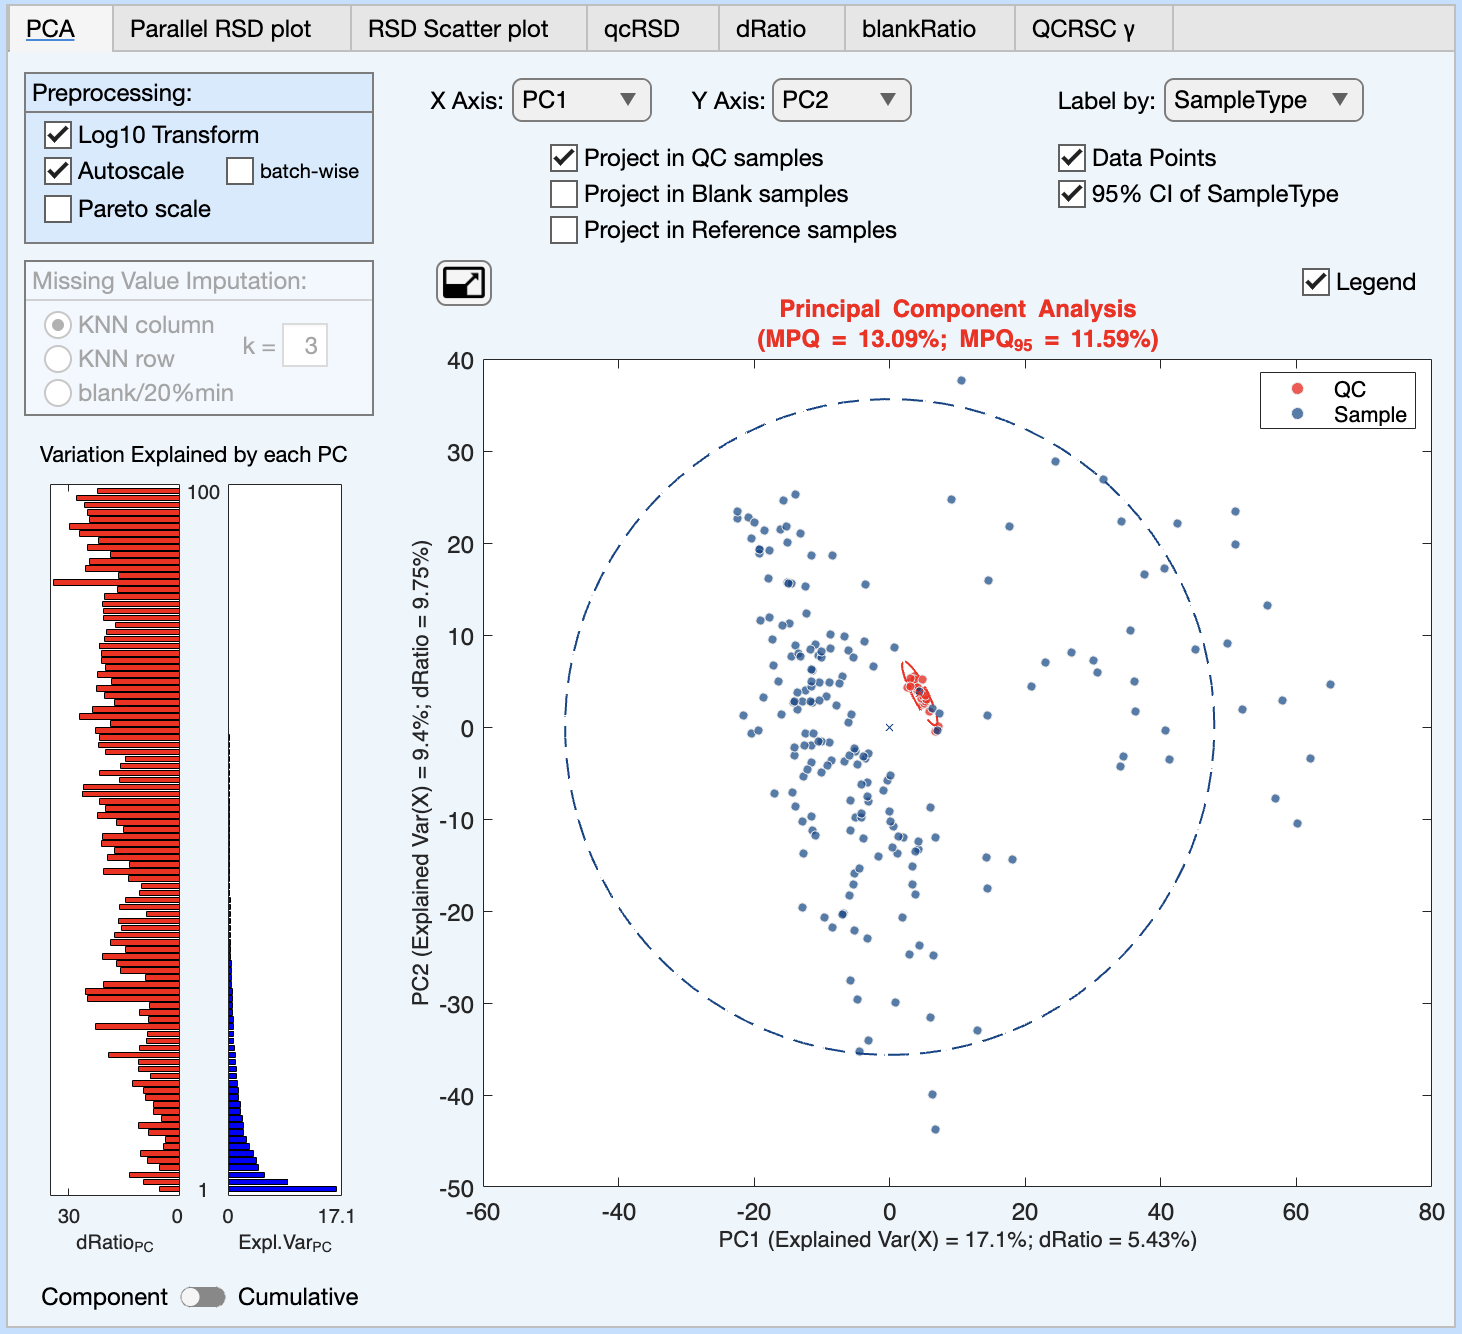 PCA
Parallel RSD plot
RSD Scatter plot
qcRSD
dRatio
blankRatio
QCRSC γ
Preprocessing:
Log10 Transform
Autoscale
batch-wise
Pareto scale
X Axis: PC1
Y Axis: PC2
Label by: SampleType
Project in QC samples
Project in Blank samples
Project in Reference samples
Data Points
95% CI of SampleType
Missing Value Imputation:
KNN column
KNN row
k = 3
blank/20%min
Legend
Principal Component Analysis
(MPQ = 13.09%; MPQ95 = 11.59%)
QC
Sample
40
30
20
10
0
-10
-20
-30
-40
-50
PC2 (Explained Var(X) = 9.4%; dRatio = 9.75%)
-60
-40
-20
0
20
40
60
80
PC1 (Explained Var(X) = 17.1%; dRatio = 5.43%)
Variation Explained by each PC
100
1
30
0
0
17.1
dRatioPC
Expl.VarPC
Component
Cumulative